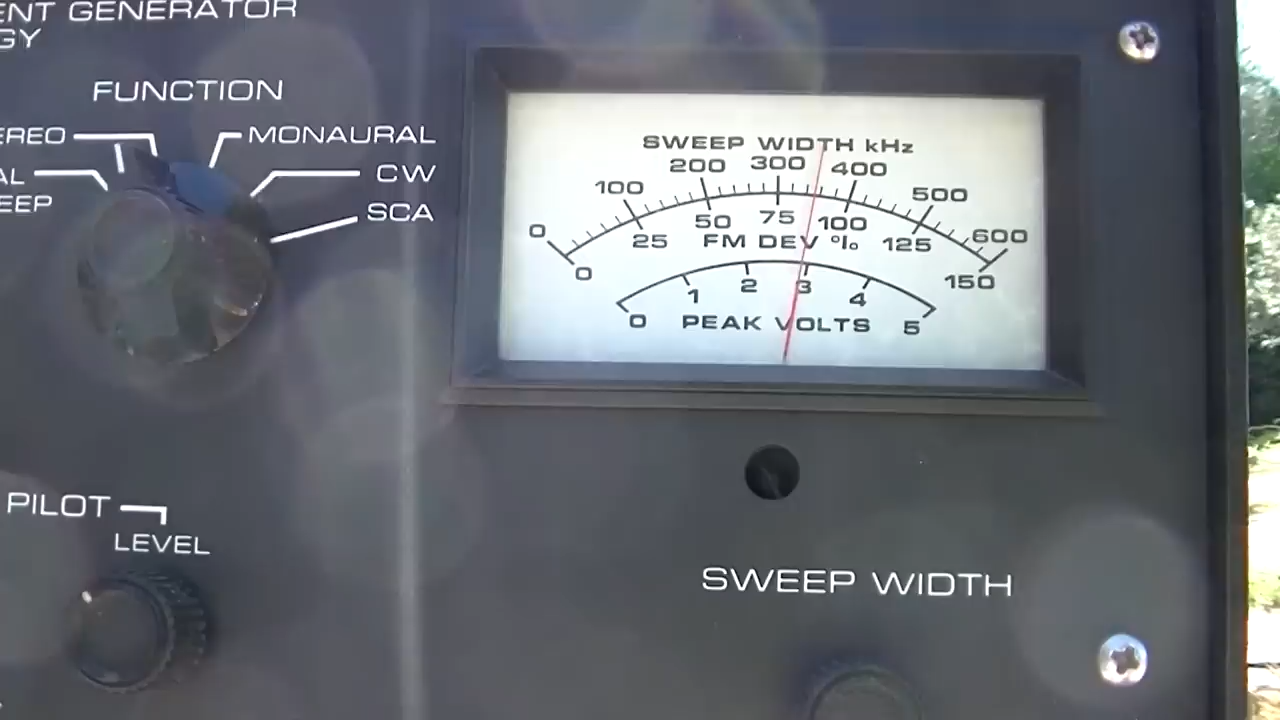 ENT GENERATOR
GY
FUNCTION
EREO
MONAURAL
AL
CW
EEP
SCA
PILOT
LEVEL
SWEEP WIDTH kHz
0 100 200 300 400 500 600
0 25 50 75 100 125 150
FM DEV %
0 1 2 3 4 5
PEAK VOLTS
SWEEP WIDTH